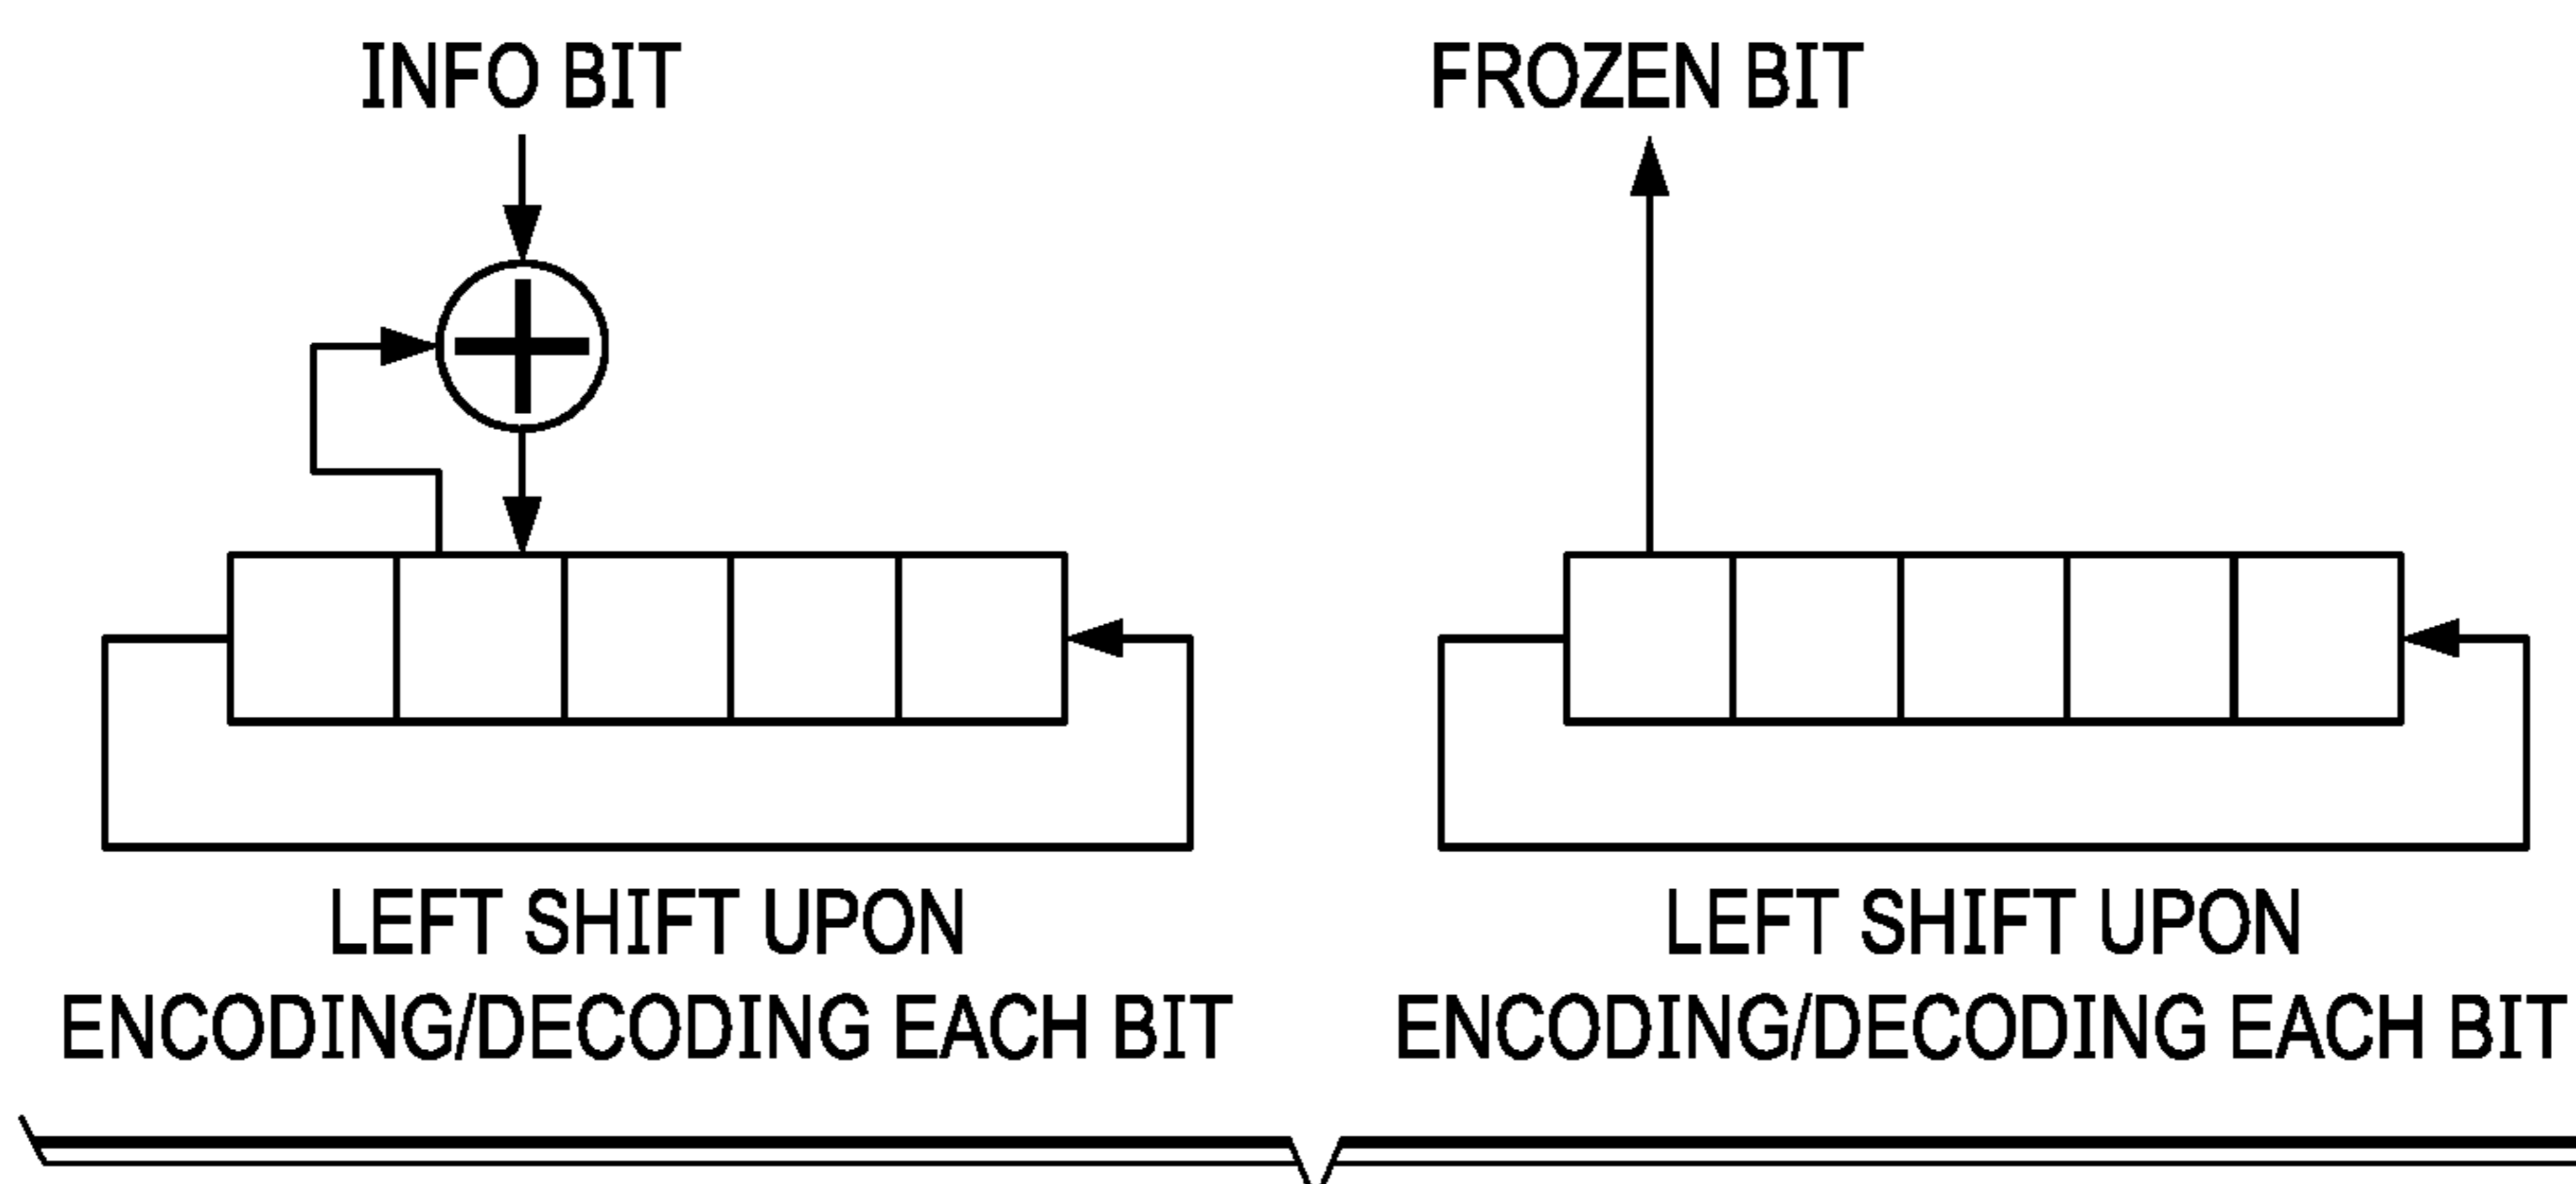 INFO BIT
FROZEN BIT
LEFT SHIFT UPON
ENCODING/DECODING EACH BIT
LEFT SHIFT UPON
ENCODING/DECODING EACH BIT